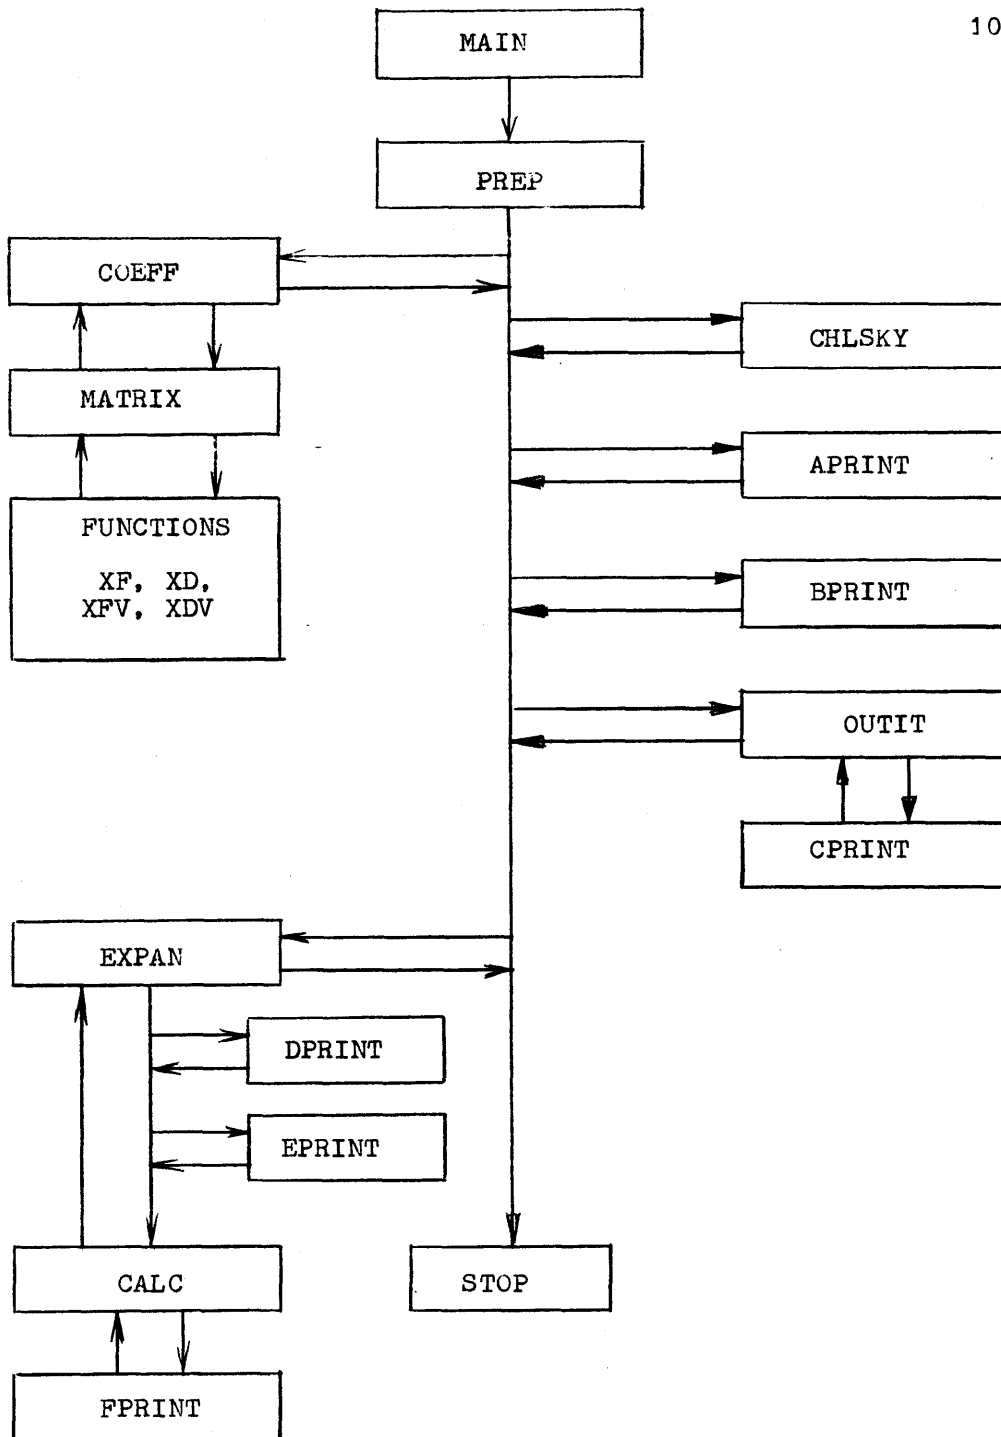 10
MAIN
PREP
COEFF
CHLSKY
MATRIX
APRINT
FUNCTIONS
XF, XD,
XFV, XDV
BPRINT
OUTIT
CPRINT
EXPAN
DPRINT
EPRINT
CALC
STOP
FPRINT